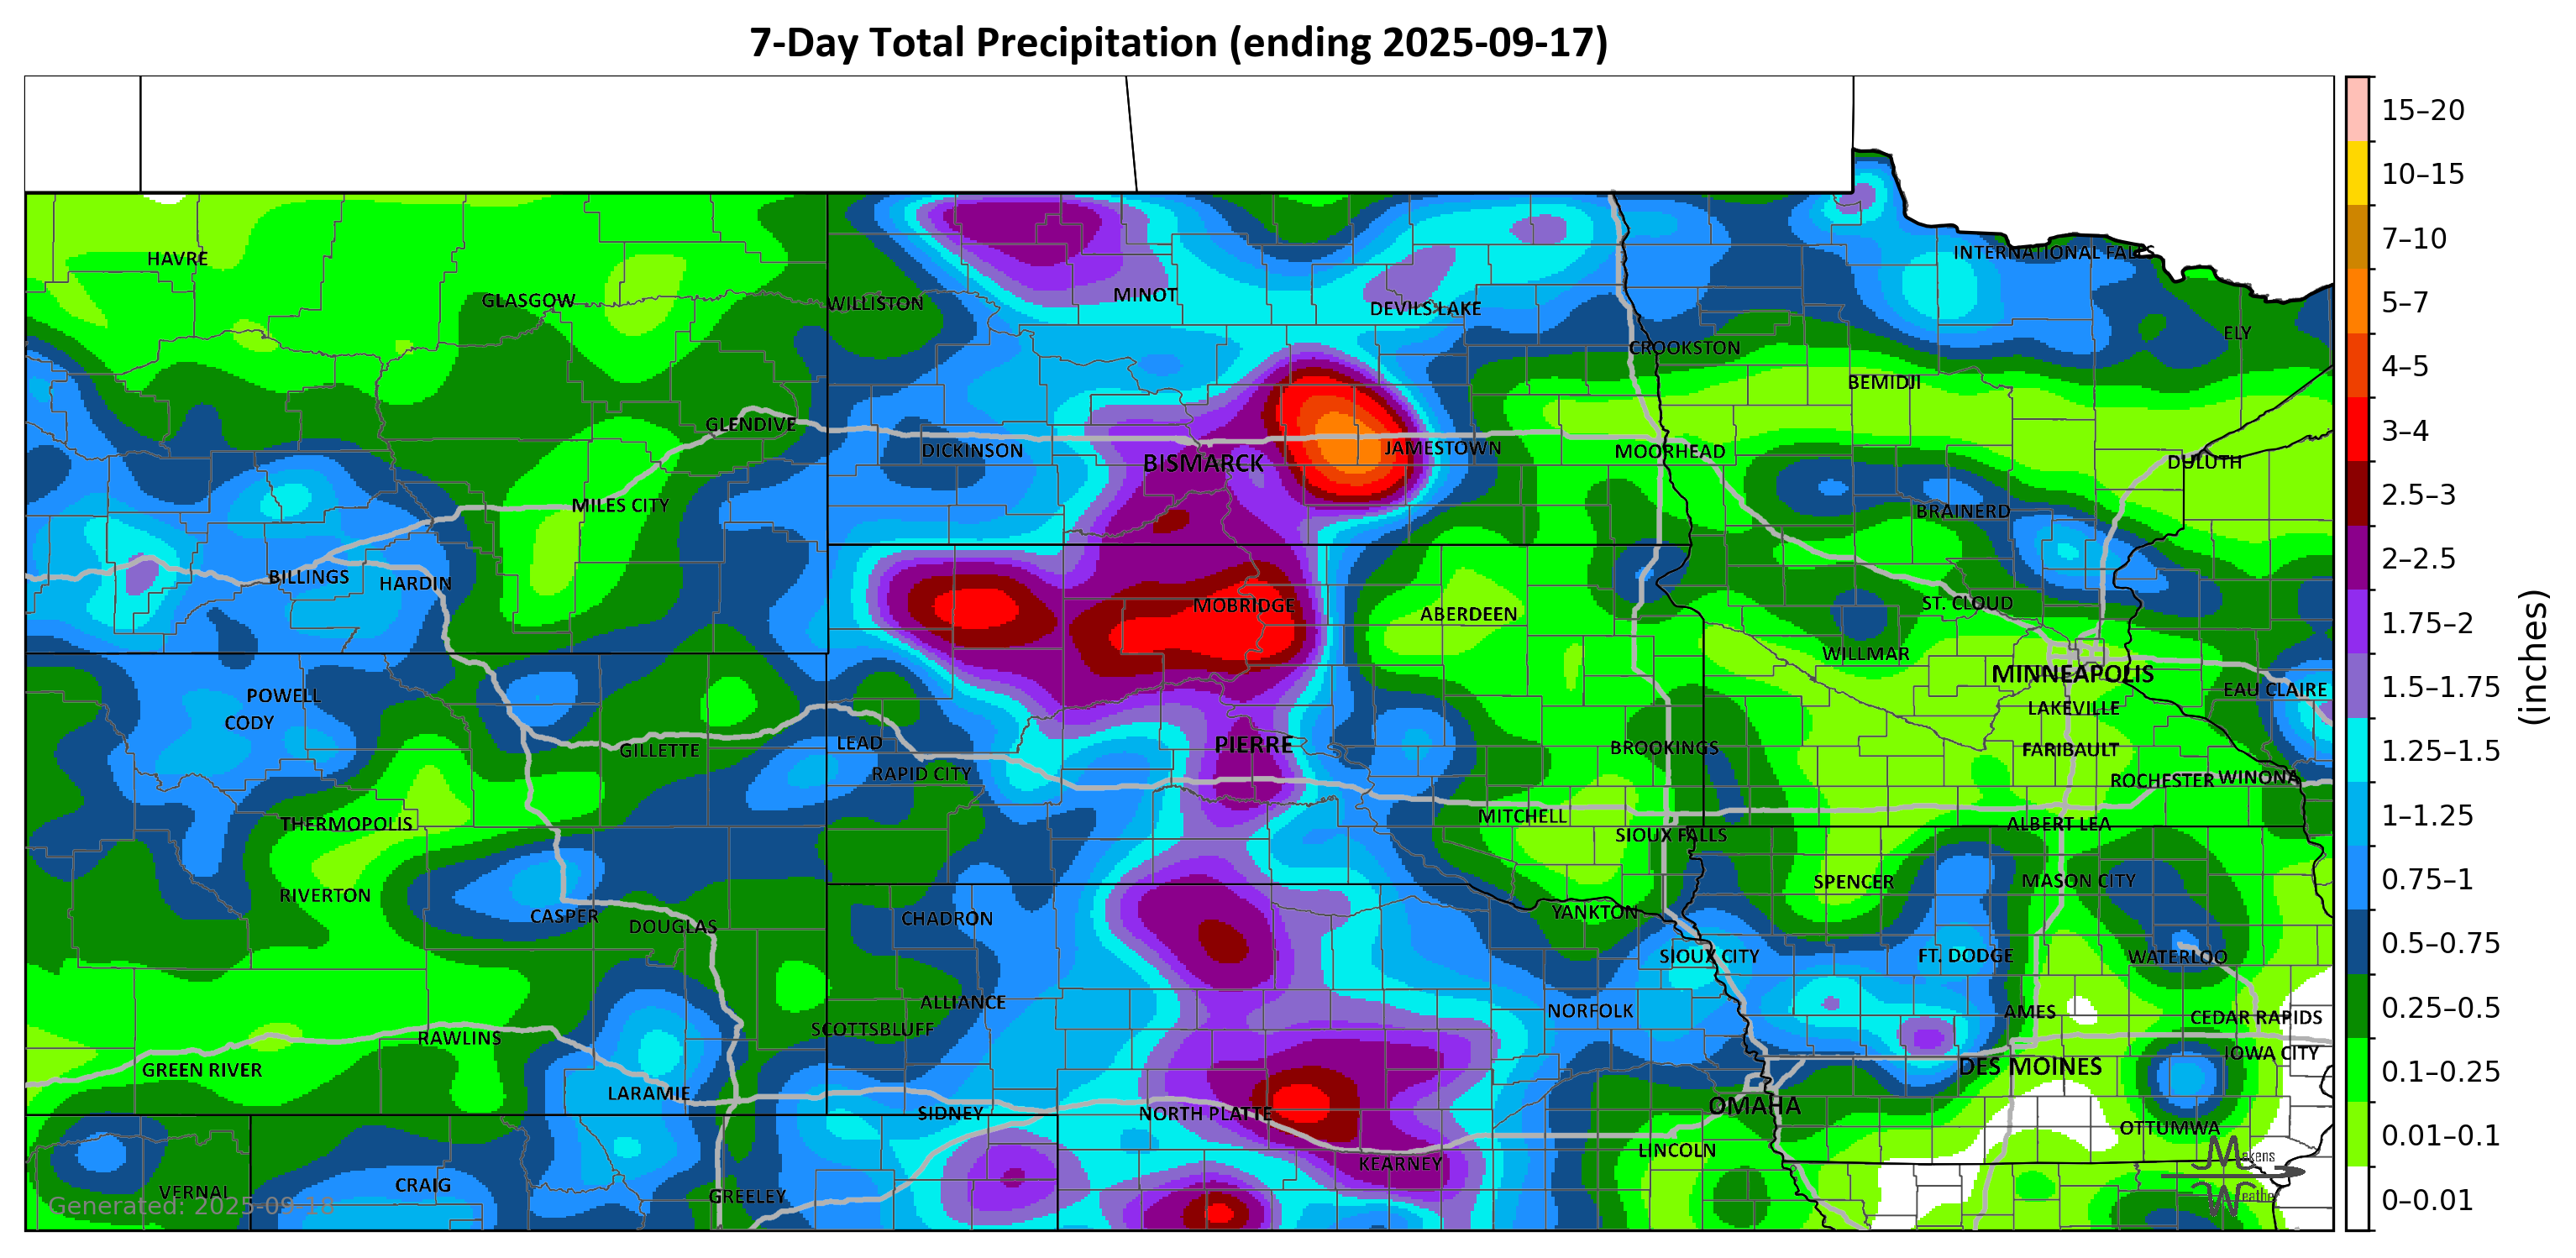 7-Day Total Precipitation (ending 2025-09-17)
15–20
10–15
7–10
5–7
4–5
3–4
2.5–3
2–2.5
1.75–2
1.5–1.75
1.25–1.5
1–1.25
0.75–1
0.5–0.75
0.25–0.5
0.1–0.25
0.01–0.1
0–0.01
(inches)
HAVRE
INTERNATIONAL FALLS
GLASGOW
WILLISTON
MINOT
DEVILS LAKE
ELY
CROOKSTON
BEMIDJI
GLENDIVE
DICKINSON
BISMARCK
JAMESTOWN
MOORHEAD
DULUTH
MILES CITY
BRAINERD
BILLINGS
HARDIN
MOBRIDGE
ABERDEEN
ST. CLOUD
WILLMAR
MINNEAPOLIS
POWELL
EAU CLAIRE
CODY
LAKEVILLE
GILLETTE
LEAD
PIERRE
BROOKINGS
FARIBAULT
RAPID CITY
ROCHESTER
WINONA
THERMOPOLIS
MITCHELL
SIOUX FALLS
ALBERT LEA
RIVERTON
SPENCER
MASON CITY
CASPER
DOUGLAS
CHADRON
YANKTON
SIOUX CITY
FT. DODGE
WATERLOO
ALLIANCE
NORFOLK
AMES
CEDAR RAPIDS
SCOTTSBLUFF
RAWLINS
IOWA CITY
GREEN RIVER
DES MOINES
LARAMIE
SIDNEY
NORTH PLATTE
OMAHA
OTTUMWA
LINCOLN
KEARNEY
VERNAL
CRAIG
GREELEY
Generated: 2025-09-18
Makens
Weather